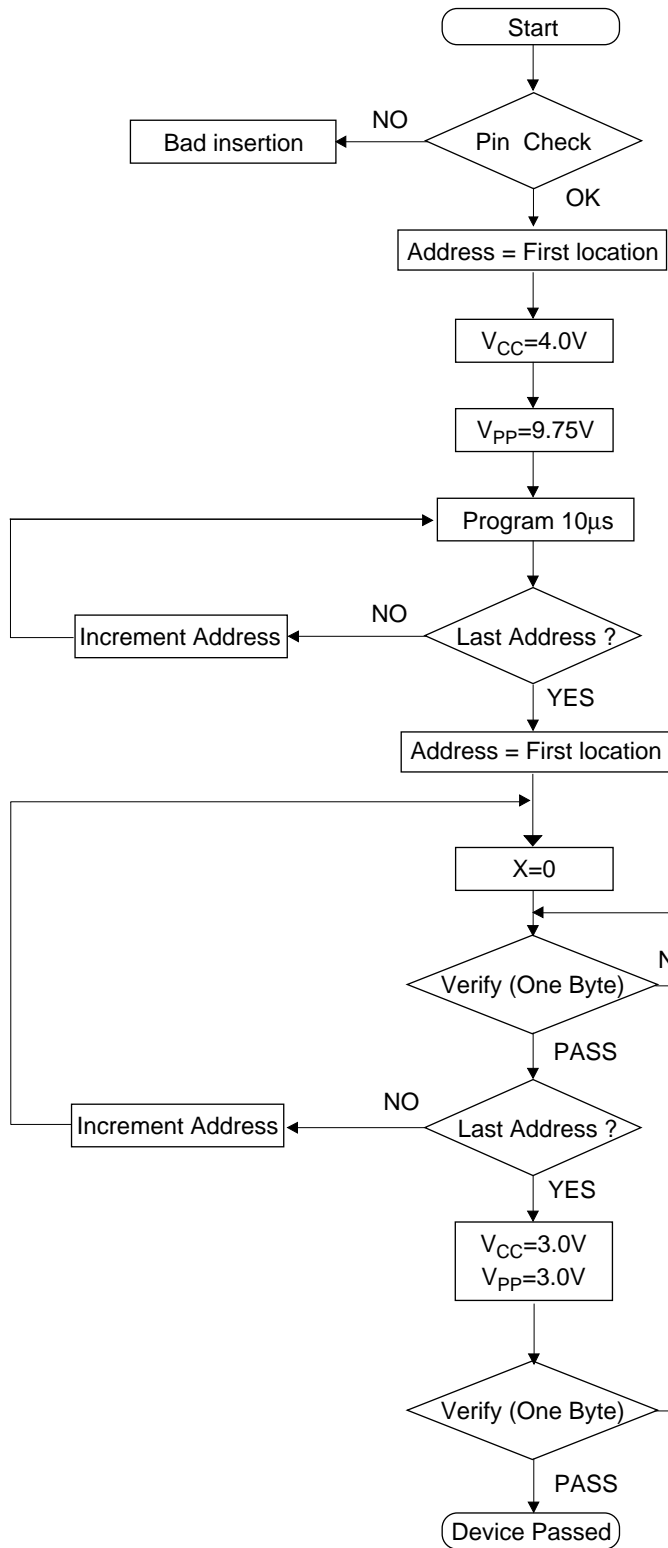 Start
NO
Pin Check
Bad insertion
OK
Address = First location
VCC=4.0V
VPP=9.75V
Program 10μs
NO
Last Address ?
Increment Address
YES
Address = First location
X=0
Verify (One Byte)
PASS
NO
Last Address ?
Increment Address
YES
VCC=3.0V
VPP=3.0V
Verify (One Byte)
PASS
Device Passed